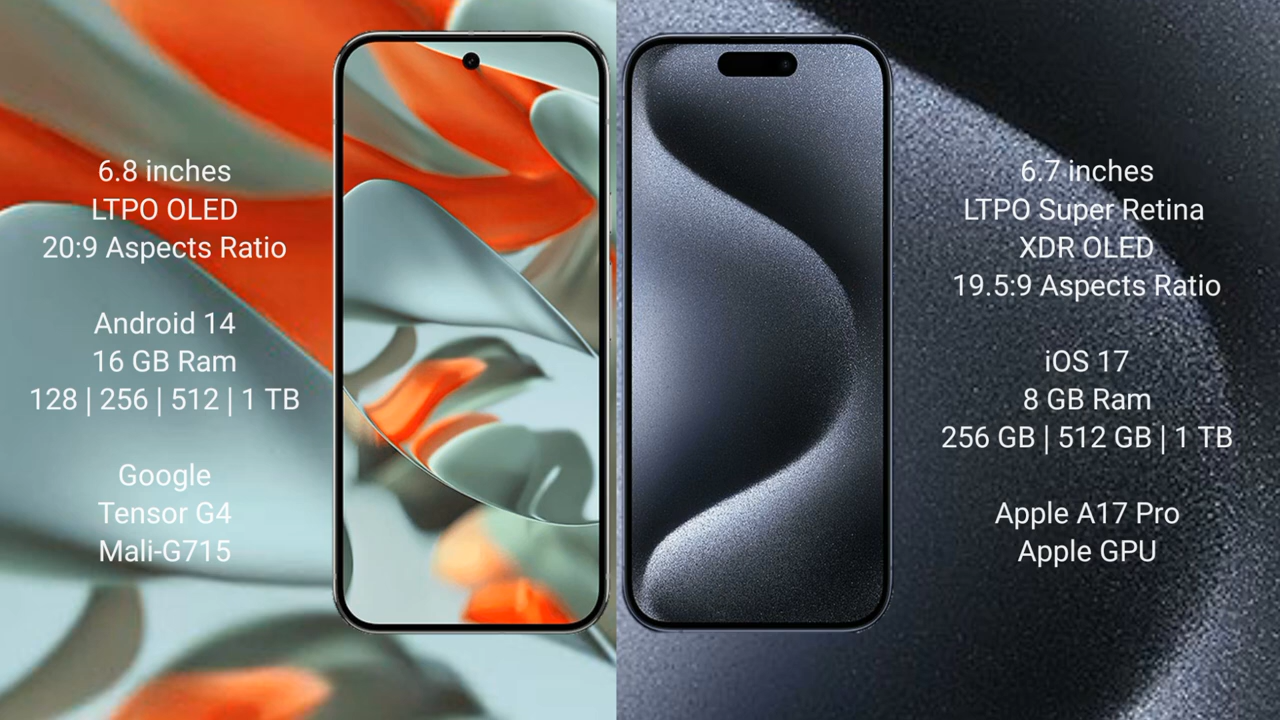 6.8 inches
LTPO OLED
20:9 Aspects Ratio
Android 14
16 GB Ram
128 | 256 | 512 | 1 TB
Google
Tensor G4
Mali-G715
6.7 inches
LTPO Super Retina
XDR OLED
19.5:9 Aspects Ratio
iOS 17
8 GB Ram
256 GB | 512 GB | 1 TB
Apple A17 Pro
Apple GPU